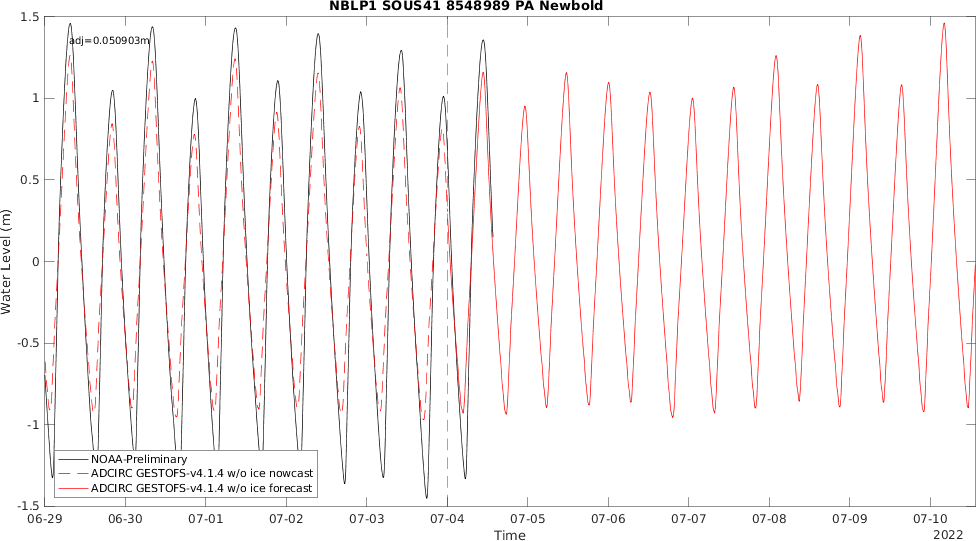 NBLP1 SOUS41 8548989 PA Newbold
adj=0.050903m
1.5
1
0.5
0
-0.5
-1
-1.5
Water Level (m)
NOAA-Preliminary
ADCIRC GESTOFS-v4.1.4 w/o ice nowcast
ADCIRC GESTOFS-v4.1.4 w/o ice forecast
06-29 06-30 07-01 07-02 07-03 07-04 07-05 07-06 07-07 07-08 07-09 07-10
Time
2022